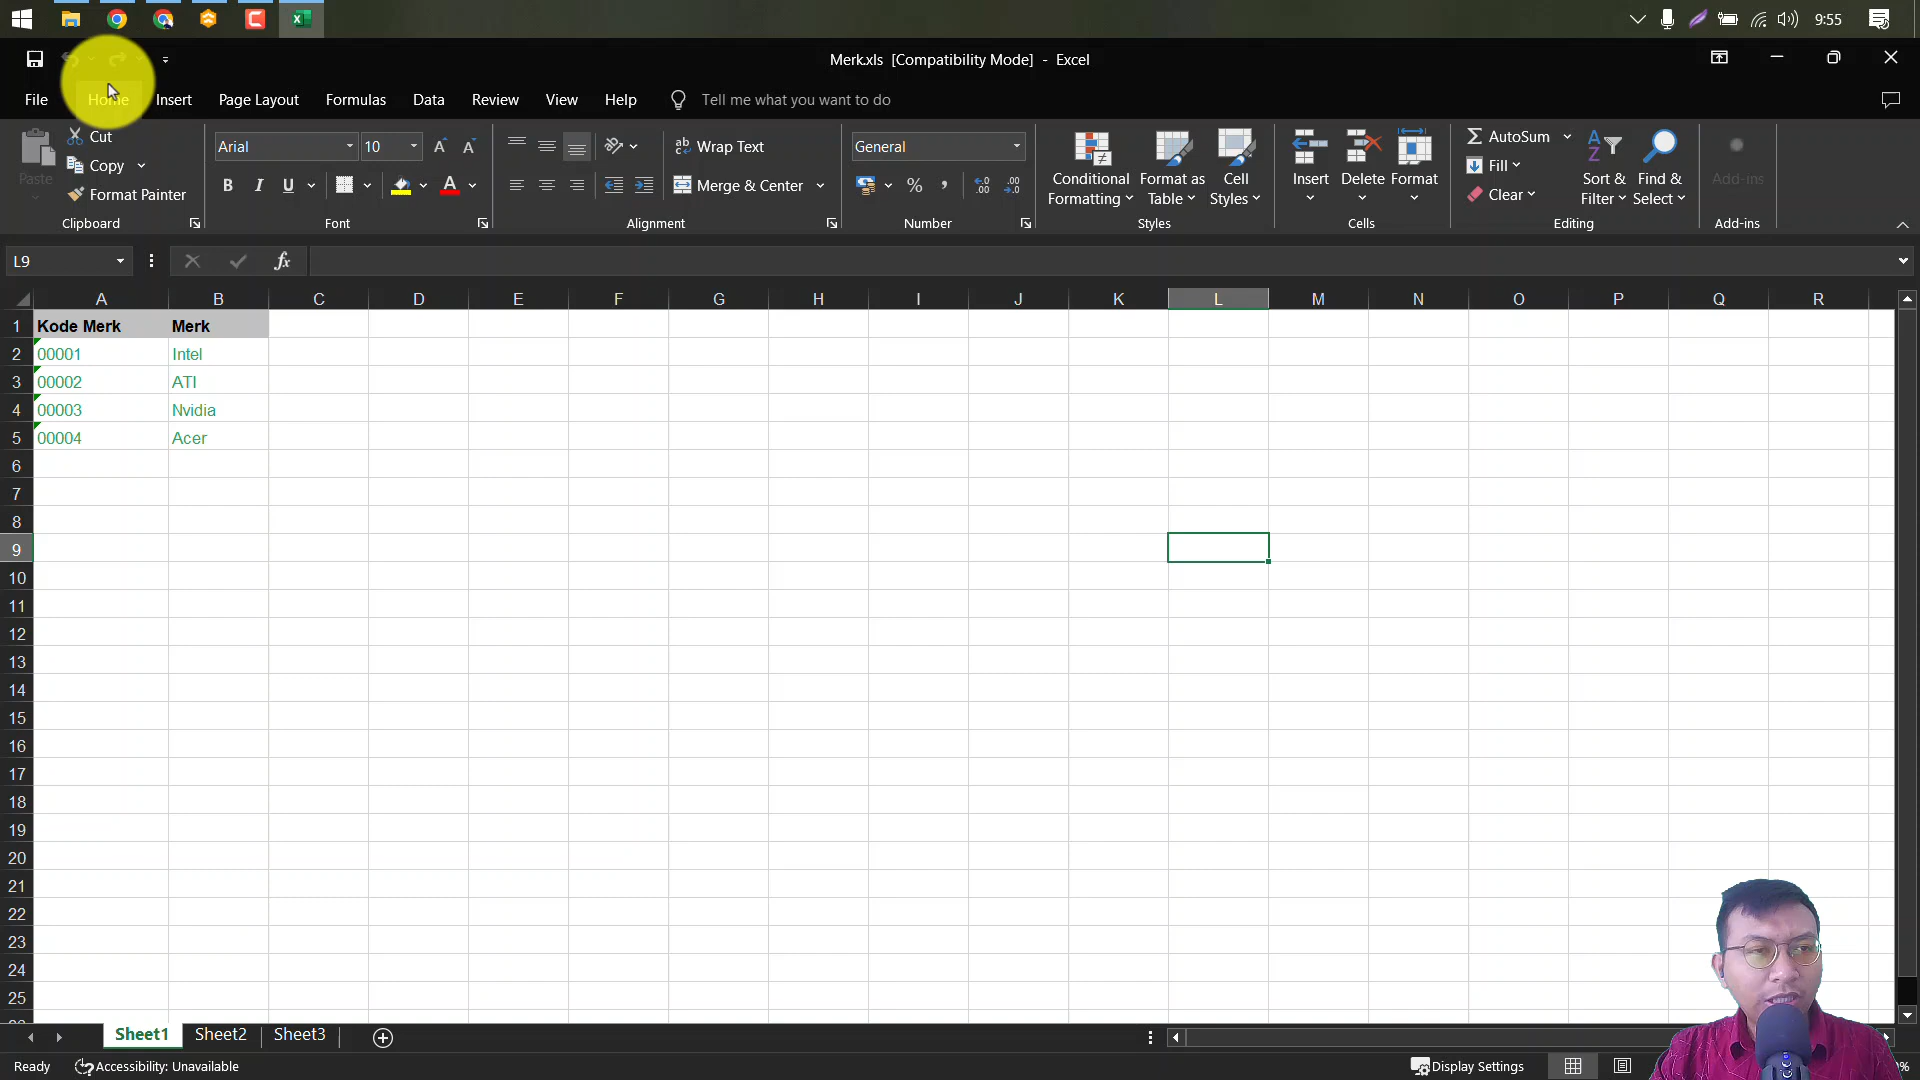 9:55
Merk.xls [Compatibility Mode] - Excel
File Home Insert Page Layout Formulas Data Review View Help Tell me what you want to do
Paste
Cut
Copy
Format Painter
Clipboard
Arial 10
B I U
Font
Wrap Text
Merge & Center
Alignment
General
Number
Conditional Formatting
Format as Table
Cell Styles
Styles
Insert Delete Format
Cells
AutoSum
Fill
Clear
Sort & Filter
Find & Select
Editing
Add-ins
Add-ins
L9
fx
A B C D E F G H I J K L M N O P Q R
1 Kode Merk Merk
2 00001 Intel
3 00002 ATI
4 00003 Nvidia
5 00004 Acer
6
7
8
9
10
11
12
13
14
15
16
17
18
19
20
21
22
23
24
25
Sheet1 Sheet2 Sheet3
Ready Accessibility: Unavailable Display Settings